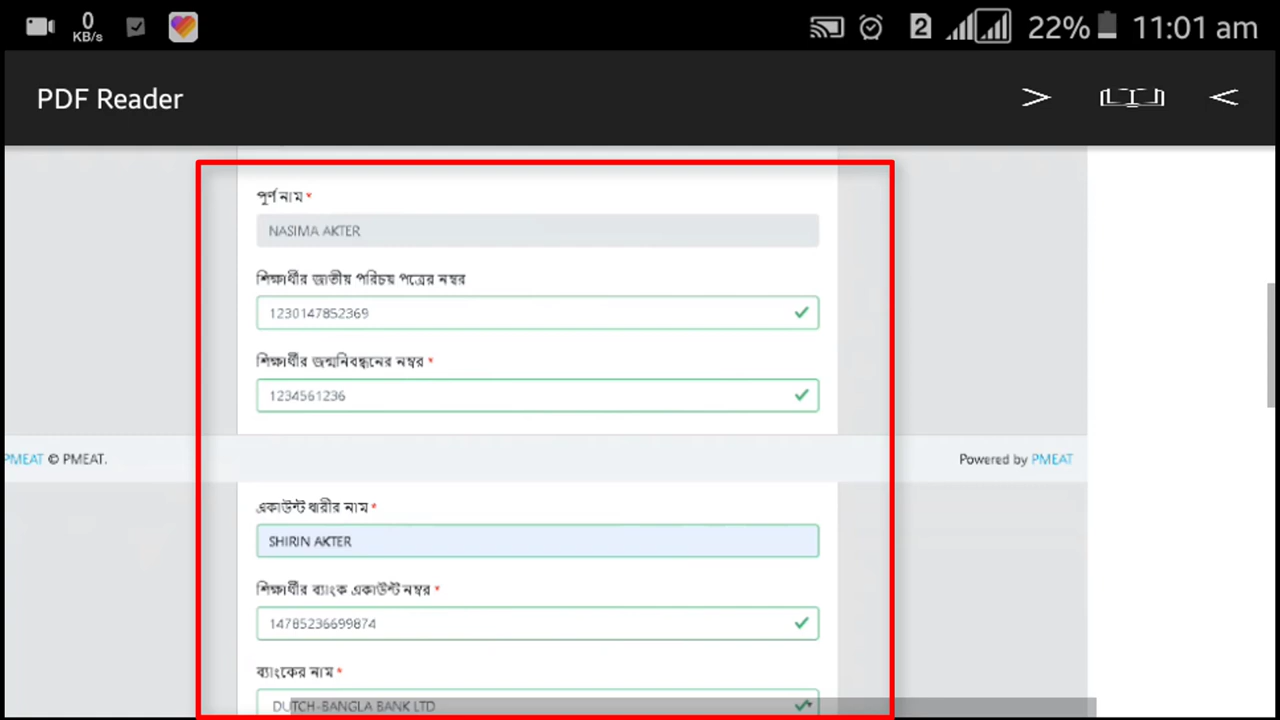 0
KB/s
2
22%
11:01 am
PDF Reader
>
<
পূর্ণ নাম *
NASIMA AKTER
শিক্ষার্থীর জাতীয় পরিচয় পত্রের নম্বর
1230147852369
শিক্ষার্থীর জন্মনিবন্ধনের নম্বর *
1234561236
PMEAT © PMEAT.
Powered by PMEAT
একাউন্ট ধারীর নাম *
SHIRIN AKTER
শিক্ষার্থীর ব্যাংক একাউন্ট নম্বর *
14785236699874
ব্যাংকের নাম *
DUTCH-BANGLA BANK LTD